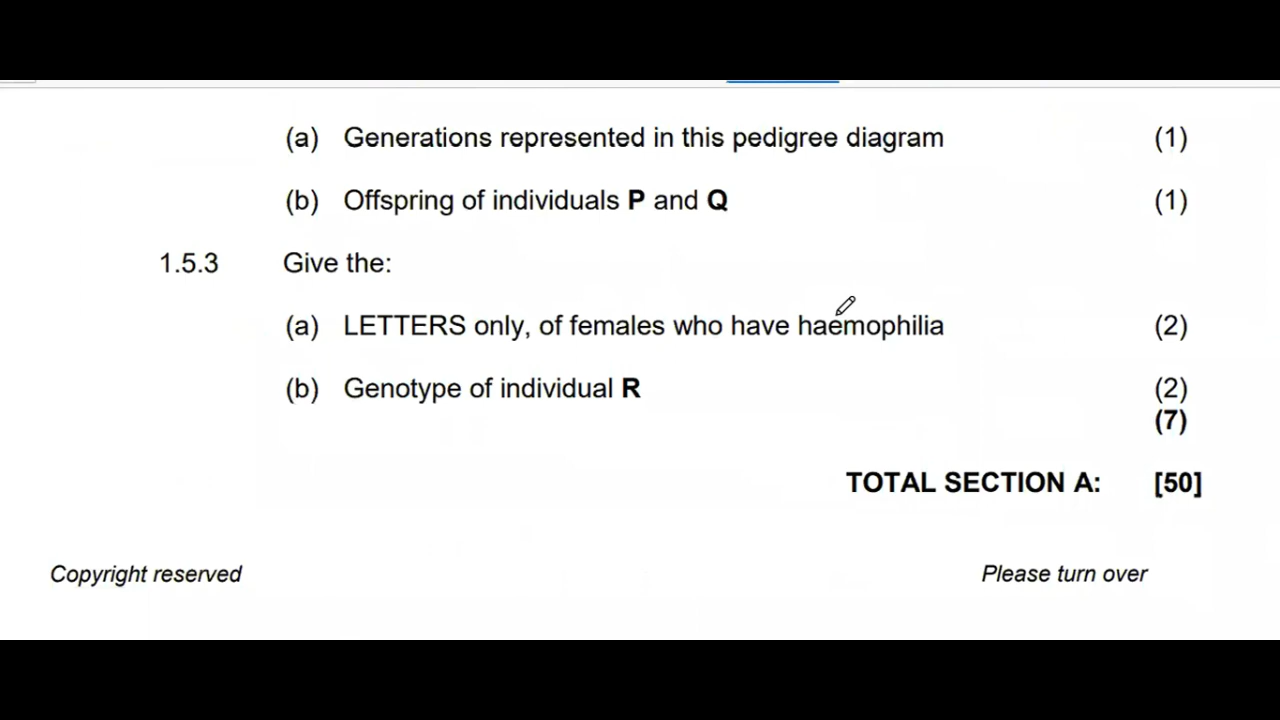 (a) Generations represented in this pedigree diagram (1)
(b) Offspring of individuals P and Q (1)
1.5.3 Give the:
(a) LETTERS only, of females who have haemophilia (2)
(b) Genotype of individual R (2)
(7)
TOTAL SECTION A: [50]
Copyright reserved Please turn over